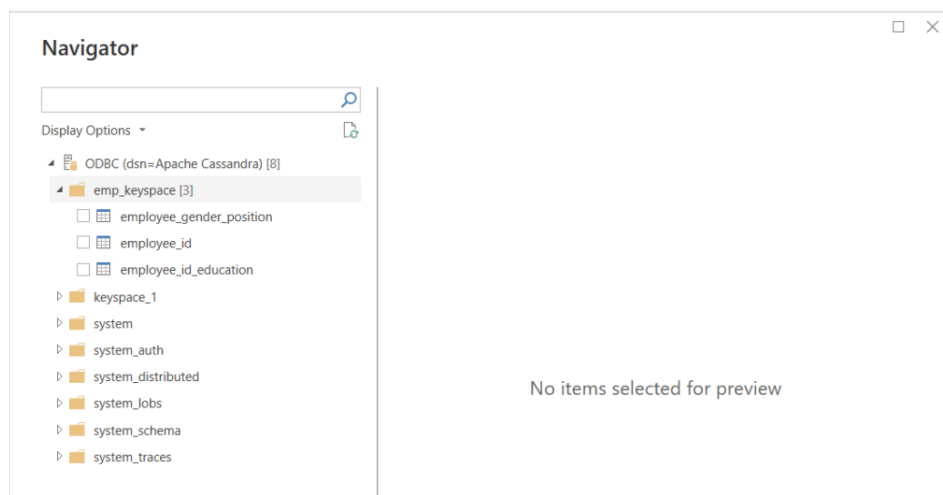 Navigator
Display Options
ODBC (dsn=Apache Cassandra) [8]
emp_keyspace [3]
employee_gender_position
employee_id
employee_id_education
keyspace_1
system
system_auth
system_distributed
system_lobs
system_schema
system_traces
No items selected for preview